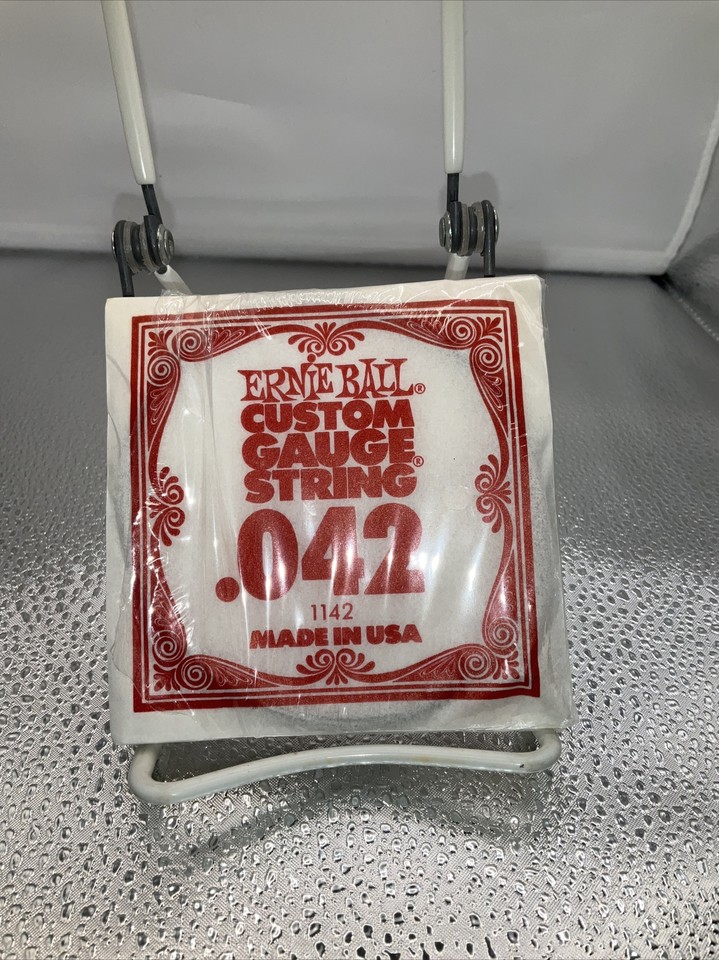 ERNIE BALL®
CUSTOM
GAUGE
STRING®
.042
1142
MADE IN USA